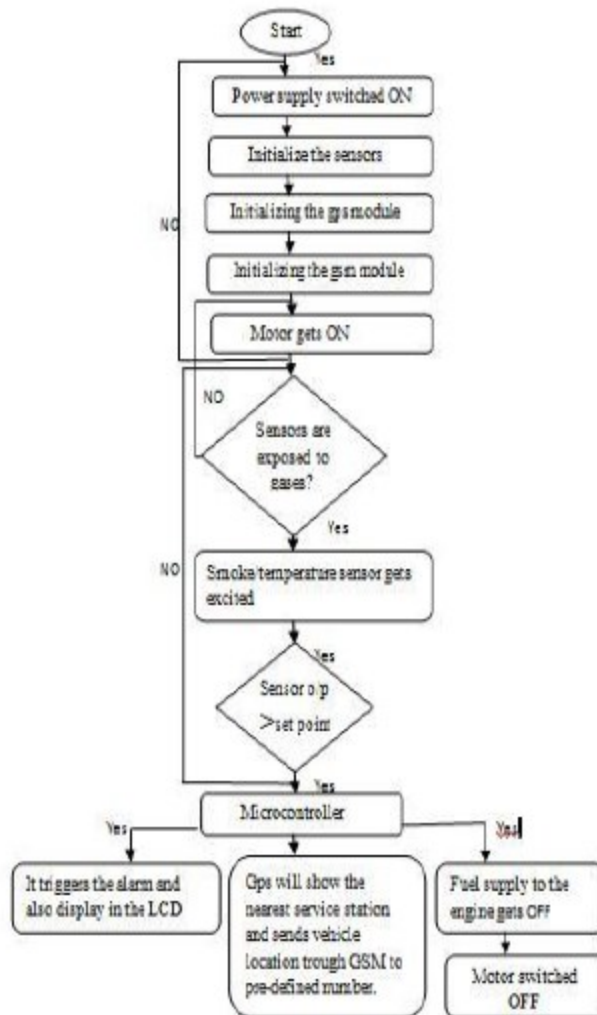 Start
Yes
Power supply switched ON
Initialize the sensors
Initializing the gps module
NO
Initializing the gsm module
Motor gets ON
NO
Sensors are
exposed to
gases?
Yes
NO
Smoke/temperature sensor gets
excited
Yes
Sensor o/p
>set point
Yes
Microcontroller
Yes
Yes
It triggers the alarm and
also display in the LCD
Gps will show the
nearest service station
and sends vehicle
location trough GSM to
pre-defined number.
Fuel supply to the
engine gets OFF
Motor switched
OFF